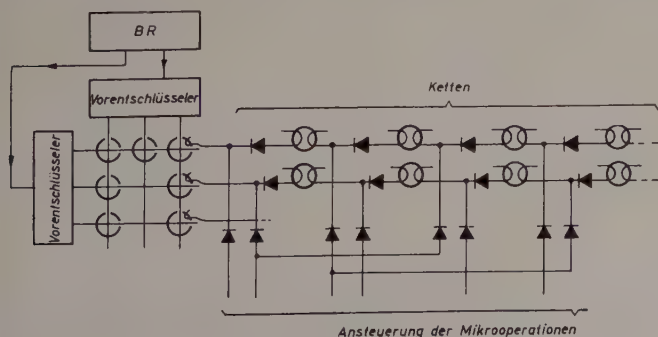 BR
Vorentschlüsseler
Ketten
Vorentschlüsseler
Ansteuerung der Mikrooperationen